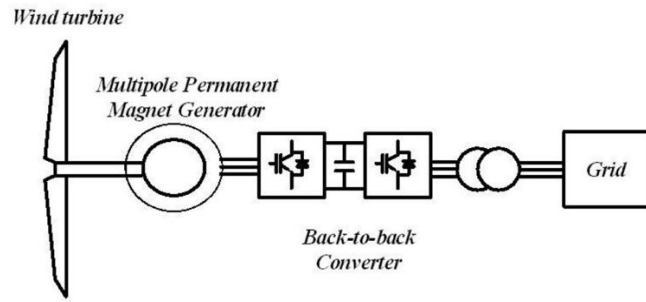 Wind turbine
Multipole Permanent
Magnet Generator
Grid
Back-to-back
Converter